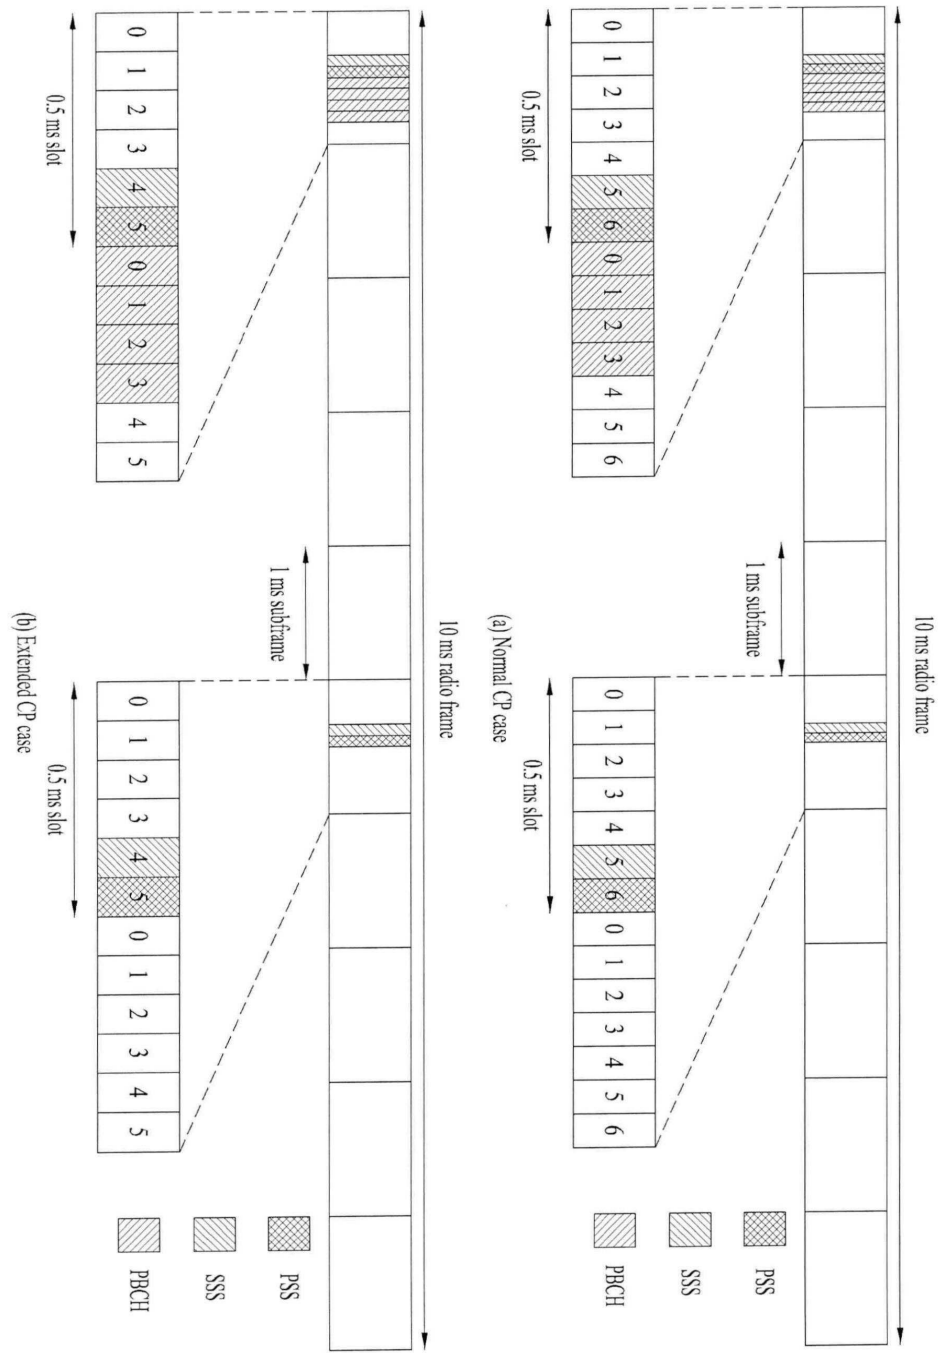 10 ms radio frame
1 ms subframe
0 1 2 3 4 5 6 0 1 2 3 4 5 6
0 1 2 3 4 5 6 0 1 2 3 4 5 6
0.5 ms slot
0.5 ms slot
PSS
SSS
PBCH
(a) Normal CP case
10 ms radio frame
1 ms subframe
0 1 2 3 4 5 0 1 2 3 4 5
0 1 2 3 4 5 0 1 2 3 4 5
0.5 ms slot
0.5 ms slot
PSS
SSS
PBCH
(b) Extended CP case